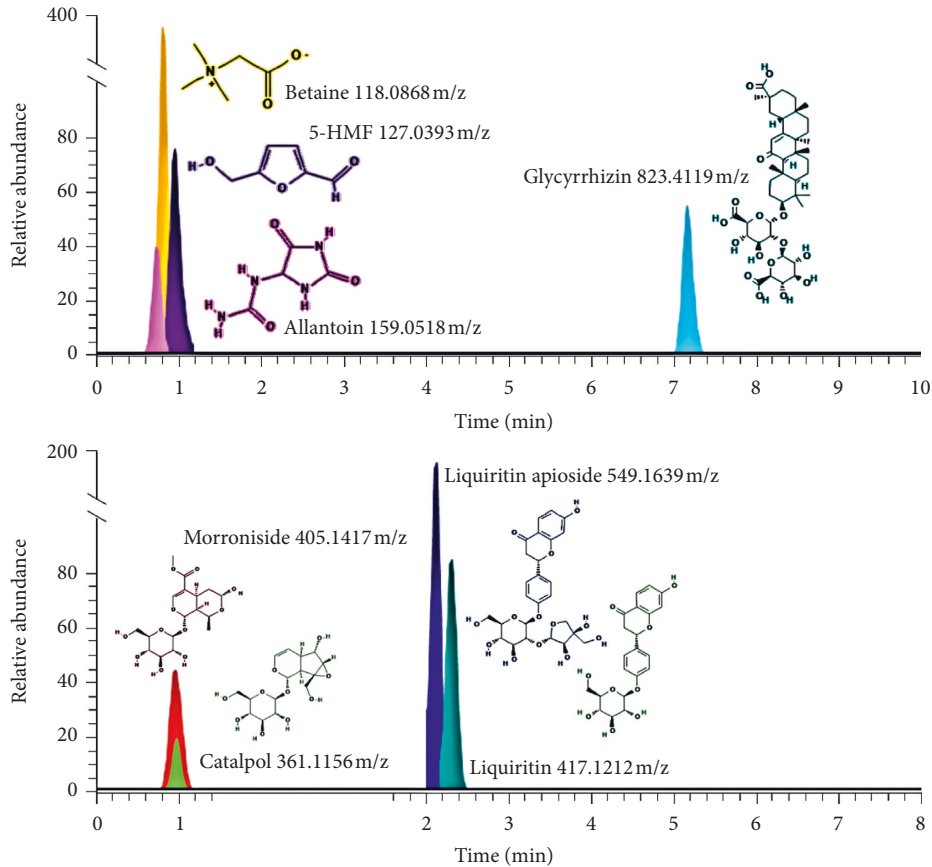 400
80
60
40
20
0
Relative abundance
Betaine 118.0868 m/z
5-HMF 127.0393 m/z
Allantoin 159.0518 m/z
Glycyrrhizin 823.4119 m/z
0 1 2 3 4 5 6 7 8 9 10
Time (min)
200
80
60
40
20
0
Relative abundance
Liquiritin apioside 549.1639 m/z
Morroniside 405.1417 m/z
Catalpol 361.1156 m/z
Liquiritin 417.1212 m/z
0 1 2 3 4 5 6 7 8
Time (min)